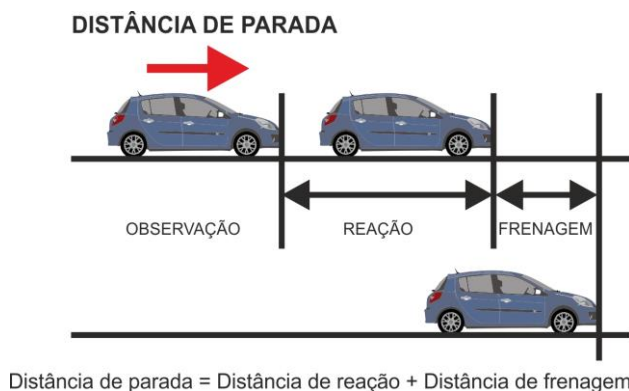 DISTÂNCIA DE PARADA
OBSERVAÇÃO REAÇÃO FRENAGEM
Distância de parada = Distância de reação + Distância de frenagem